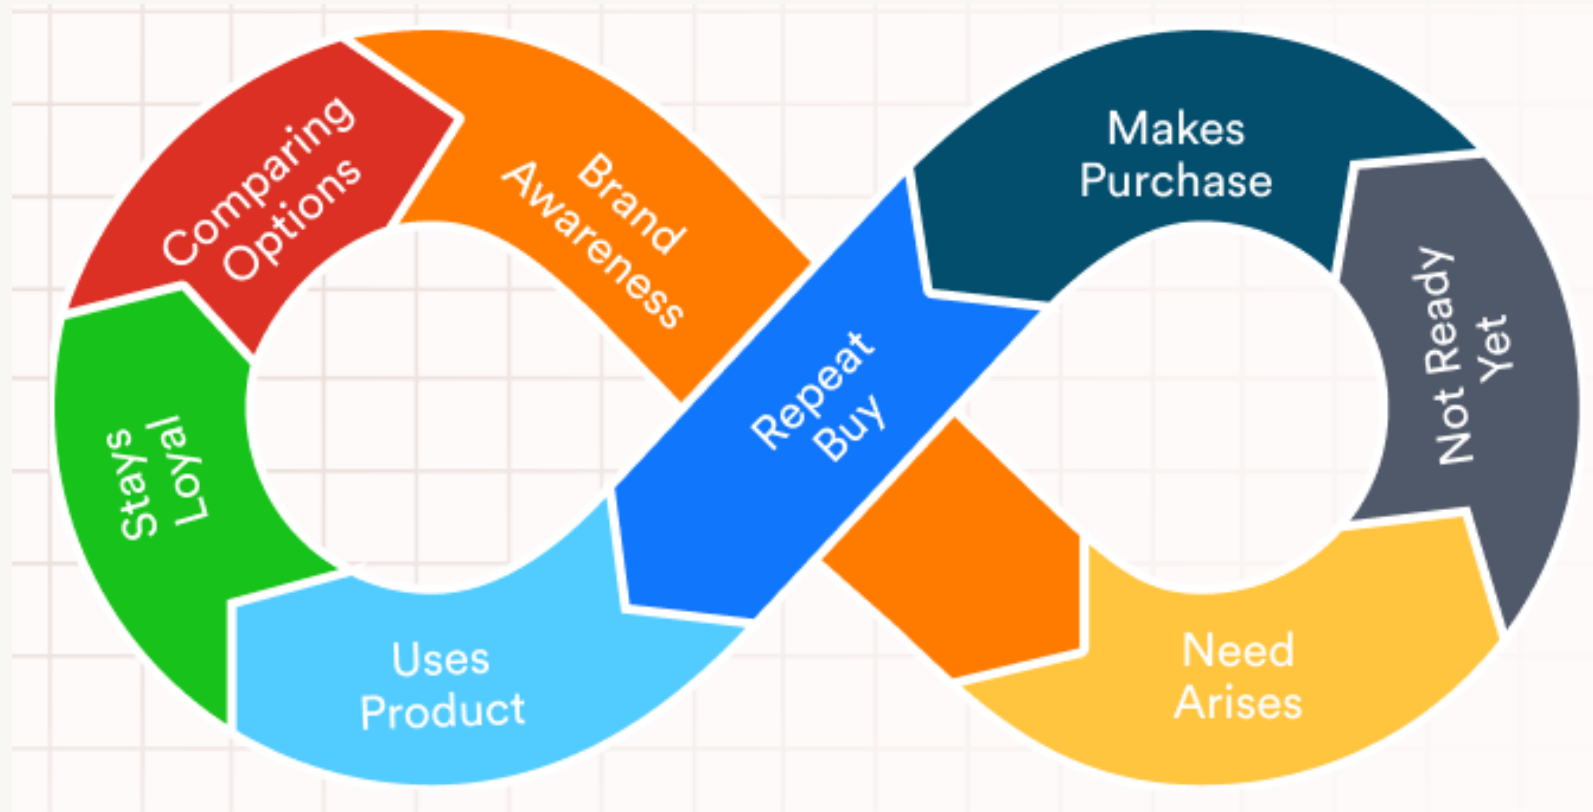 Comparing
Options
Brand
Awareness
Makes
Purchase
Not Ready
Yet
Repeat
Buy
Stays
Loyal
Uses
Product
Need
Arises